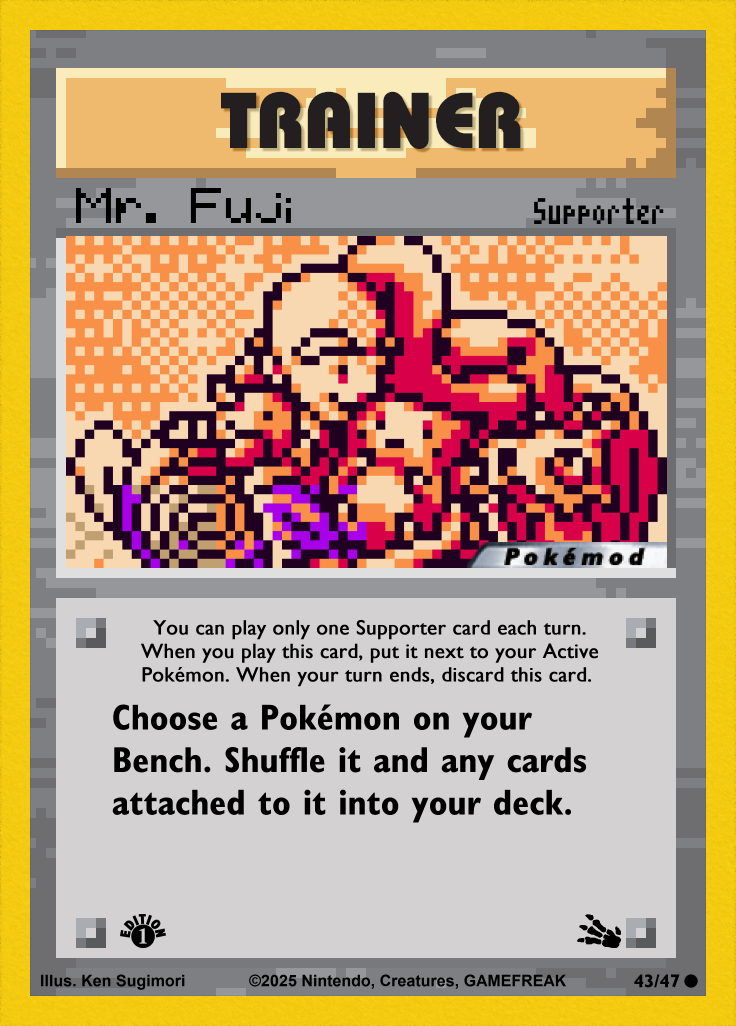 TRAINER
Mr. Fuji
Supporter
Pokémod
You can play only one Supporter card each turn.
When you play this card, put it next to your Active
Pokémon. When your turn ends, discard this card.
Choose a Pokémon on your
Bench. Shuffle it and any cards
attached to it into your deck.
EDITION
1
Illus. Ken Sugimori
©2025 Nintendo, Creatures, GAMEFREAK
43/47